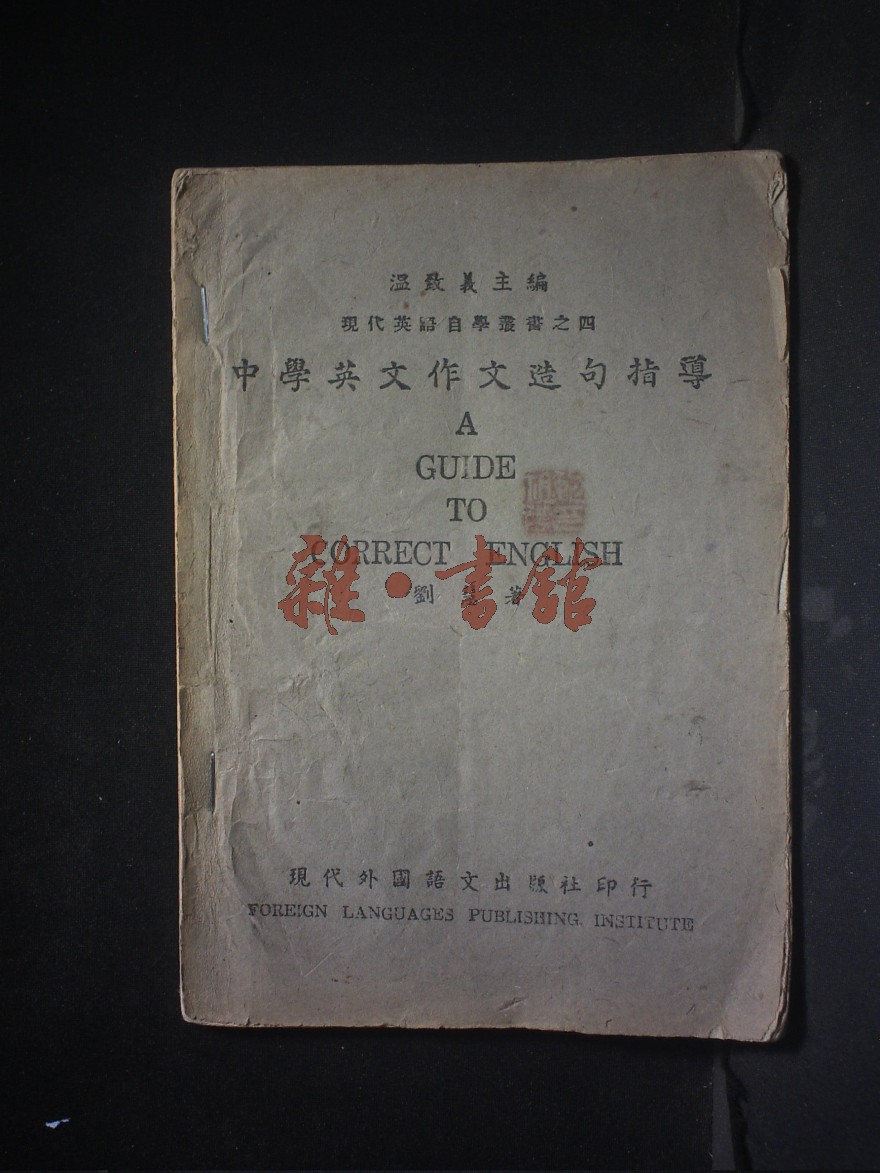 温致義主編
現代英語自學叢書之四
中學英文作文造句指導
A
GUIDE
TO
CORRECT ENGLISH
雜·書館
劉 著
現代外國語文出版社印行
FOREIGN LANGUAGES PUBLISHING INSTITUTE